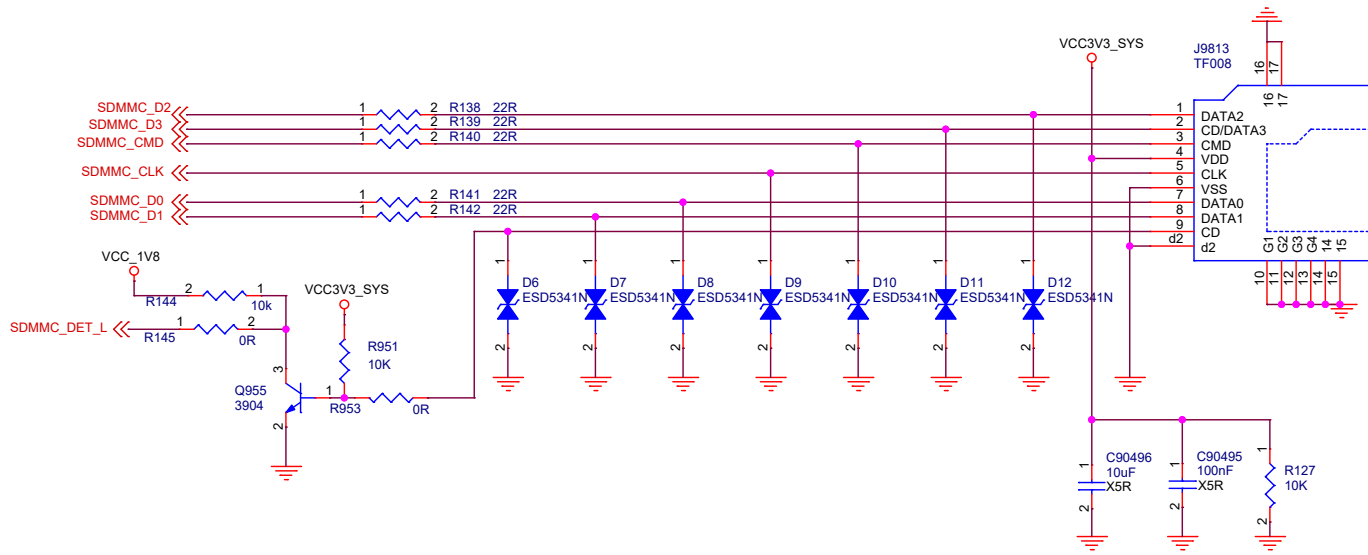 VCC3V3_SYS
J9813
TF008
16
17
16
17
SDMMC_D2
1
2
R138
22R
1
DATA2
SDMMC_D3
1
2
R139
22R
2
CD/DATA3
SDMMC_CMD
1
2
R140
22R
3
CMD
4
VDD
SDMMC_CLK
5
CLK
6
VSS
SDMMC_D0
1
2
R141
22R
7
DATA0
SDMMC_D1
1
2
R142
22R
8
DATA1
9
CD
d2
d2
G1
G2
G3
G4
14
15
10
11
12
13
14
15
VCC_1V8
2
1
R144
10k
VCC3V3_SYS
SDMMC_DET_L
1
2
R145
0R
R951
10K
3
Q955
3904
1
R953
0R
2
1
D6
ESD5341N
2
1
D7
ESD5341N
2
1
D8
ESD5341N
2
1
D9
ESD5341N
2
1
D10
ESD5341N
2
1
D11
ESD5341N
2
1
D12
ESD5341N
2
1
C90496
10uF
X5R
2
1
C90495
100nF
X5R
2
1
R127
10K
2